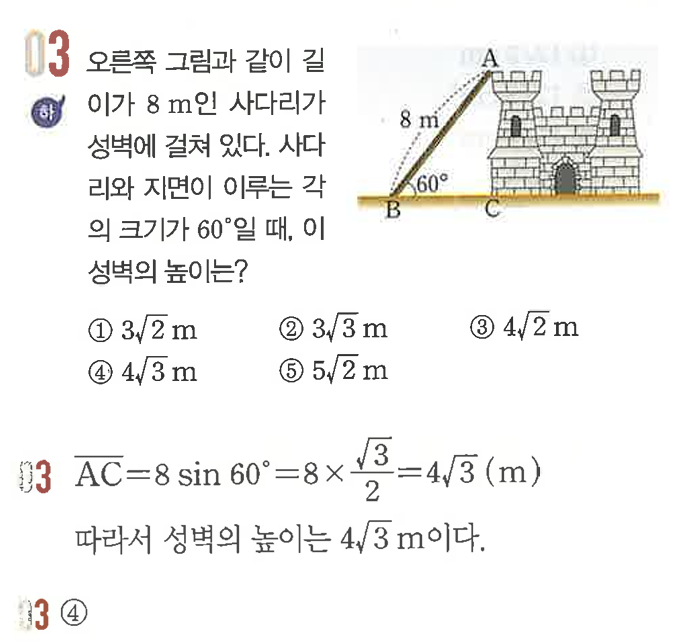 03
하
오른쪽 그림과 같이 길
이가 8 m인 사다리가
성벽에 걸쳐 있다. 사다
리와 지면이 이루는 각
의 크기가 60°일 때, 이
성벽의 높이는?
A
8 m
60°
B
C
① 3√2 m ② 3√3 m ③ 4√2 m
④ 4√3 m ⑤ 5√2 m
03 AC̅=8 sin 60°=8×√3/2=4√3 (m)
따라서 성벽의 높이는 4√3 m이다.
03 ④